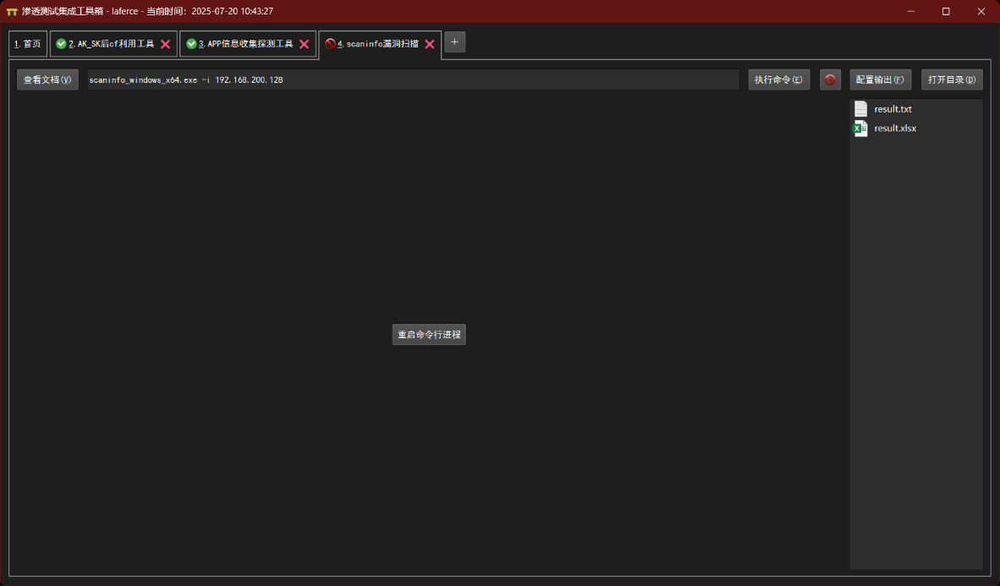 渗透测试集成工具箱 - laferce - 当前时间：2025-07-20 10:43:27
1. 首页 2. AK_SK后cf利用工具 3. APP信息收集探测工具 4. scaninfo漏洞扫描 +
查看文档(V) scaninfo_windows_x64.exe -i 192.168.200.128 执行命令(E) 配置输出(F) 打开目录(D)
result.txt
result.xlsx
重启命令行进程